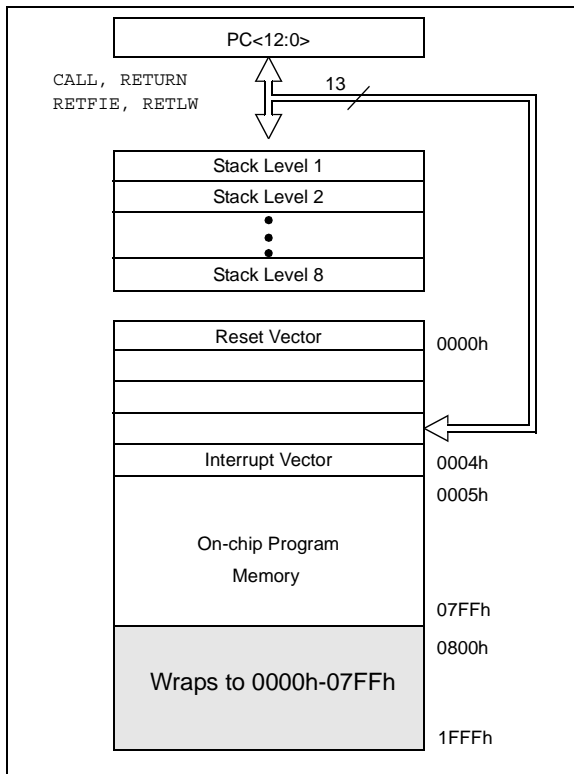 PC<12:0>
CALL, RETURN
RETFIE, RETLW
13
Stack Level 1
Stack Level 2
Stack Level 8
Reset Vector
0000h
Interrupt Vector
0004h
0005h
On-chip Program
Memory
07FFh
0800h
Wraps to 0000h-07FFh
1FFFh